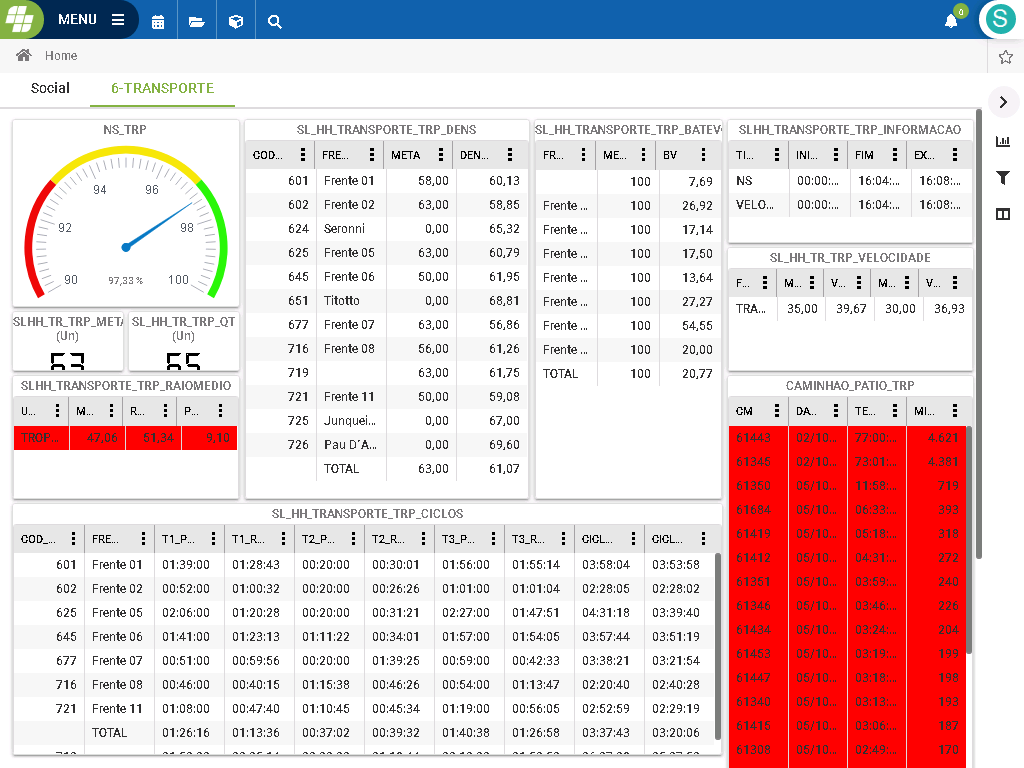 MENU
0
S
Home
Social
6-TRANSPORTE
NS_TRP
90
92
94
96
98
100
97,33 %
SLHH_TR_TRP_META
(Un)
63
SL_HH_TR_TRP_QT
(Un)
65
SLHH_TRANSPORTE_TRP_RAIOMEDIO
U... M... R... P...
TROP... 47,06 51,34 9,10
SL_HH_TRANSPORTE_TRP_DENS
COD... FRE... META DEN...
601 Frente 01 58,00 60,13
602 Frente 02 63,00 58,85
624 Seronni 0,00 65,32
625 Frente 05 63,00 60,79
645 Frente 06 50,00 61,95
651 Titotto 0,00 68,81
677 Frente 07 63,00 56,86
716 Frente 08 56,00 61,26
719 63,00 61,75
721 Frente 11 50,00 59,08
725 Junquei... 0,00 67,00
726 Pau D´A... 0,00 69,60
TOTAL 63,00 61,07
SL_HH_TRANSPORTE_TRP_BATEV
FR... ME... BV
100 7,69
Frente ... 100 26,92
Frente ... 100 17,14
Frente ... 100 17,50
Frente ... 100 13,64
Frente ... 100 27,27
Frente ... 100 54,55
Frente ... 100 20,00
TOTAL 100 20,77
SLHH_TRANSPORTE_TRP_INFORMACAO
TI... INI... FIM EX...
NS 00:00:... 16:04:... 16:08:...
VELO... 00:00:... 16:04:... 16:08:...
SL_HH_TR_TRP_VELOCIDADE
F... M... V... M... V...
TRA... 35,00 39,67 30,00 36,93
CAMINHAO_PATIO_TRP
CM DA... TE... MI...
61443 02/10... 77:00:... 4.621
61345 02/10... 73:01:... 4.381
61350 05/10... 11:58:... 719
61684 05/10... 06:33:... 393
61419 05/10... 05:18:... 318
61412 05/10... 04:31:... 272
61351 05/10... 03:59:... 240
61346 05/10... 03:46:... 226
61434 05/10... 03:24:... 204
61453 05/10... 03:19:... 199
61447 05/10... 03:18:... 198
61340 05/10... 03:13:... 193
61415 05/10... 03:06:... 187
61308 05/10... 02:49:... 170
SL_HH_TRANSPORTE_TRP_CICLOS
COD_... FRE... T1_P... T1_R... T2_P... T2_R... T3_P... T3_R... CICL... CICL...
601 Frente 01 01:39:00 01:28:43 00:20:00 00:30:01 01:56:00 01:55:14 03:58:04 03:53:58
602 Frente 02 00:52:00 01:00:32 00:20:00 00:26:26 01:01:00 01:01:04 02:28:05 02:28:02
625 Frente 05 02:06:00 01:20:28 00:20:00 00:31:21 02:27:00 01:47:51 04:31:18 03:39:40
645 Frente 06 01:41:00 01:23:13 01:11:22 00:34:01 01:57:00 01:54:05 03:57:44 03:51:19
677 Frente 07 00:51:00 00:59:56 00:20:00 01:39:25 00:59:00 00:42:33 03:38:21 03:21:54
716 Frente 08 00:46:00 00:40:15 01:15:38 00:46:26 00:54:00 01:13:47 02:20:40 02:40:28
721 Frente 11 01:08:00 00:47:40 01:10:45 00:45:34 01:19:00 00:56:05 02:52:59 02:29:19
TOTAL 01:26:16 01:13:36 00:37:02 00:39:32 01:40:38 01:26:58 03:37:43 03:20:06